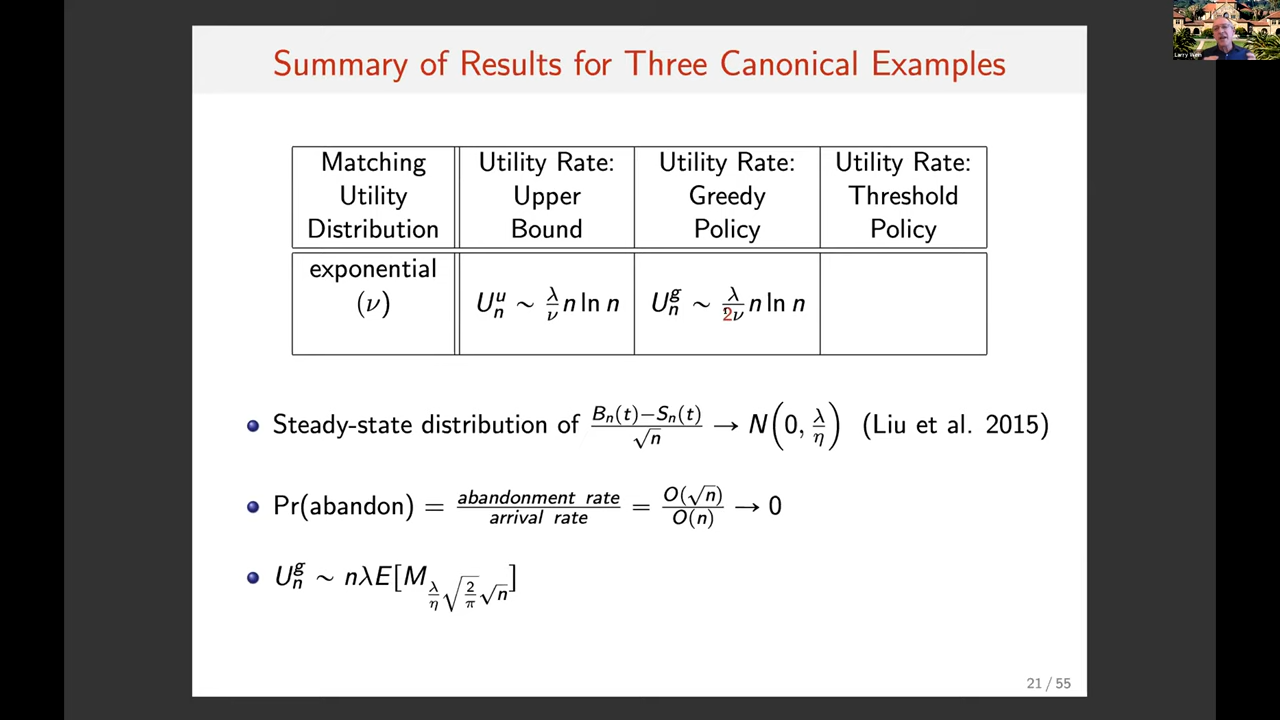 Summary of Results for Three Canonical Examples
Matching Utility Distribution | Utility Rate: Upper Bound | Utility Rate: Greedy Policy | Utility Rate: Threshold Policy
exponential (ν) | U_n^u ∼ λ/ν n ln n | U_n^g ∼ λ/2ν n ln n
Steady-state distribution of (B_n(t)−S_n(t))/√n → N(0, λ/η) (Liu et al. 2015)
Pr(abandon) = abandonment rate/arrival rate = O(√n)/O(n) → 0
U_n^g ∼ nλE[M_{λ/η √(2/π) √n}]
21 / 55